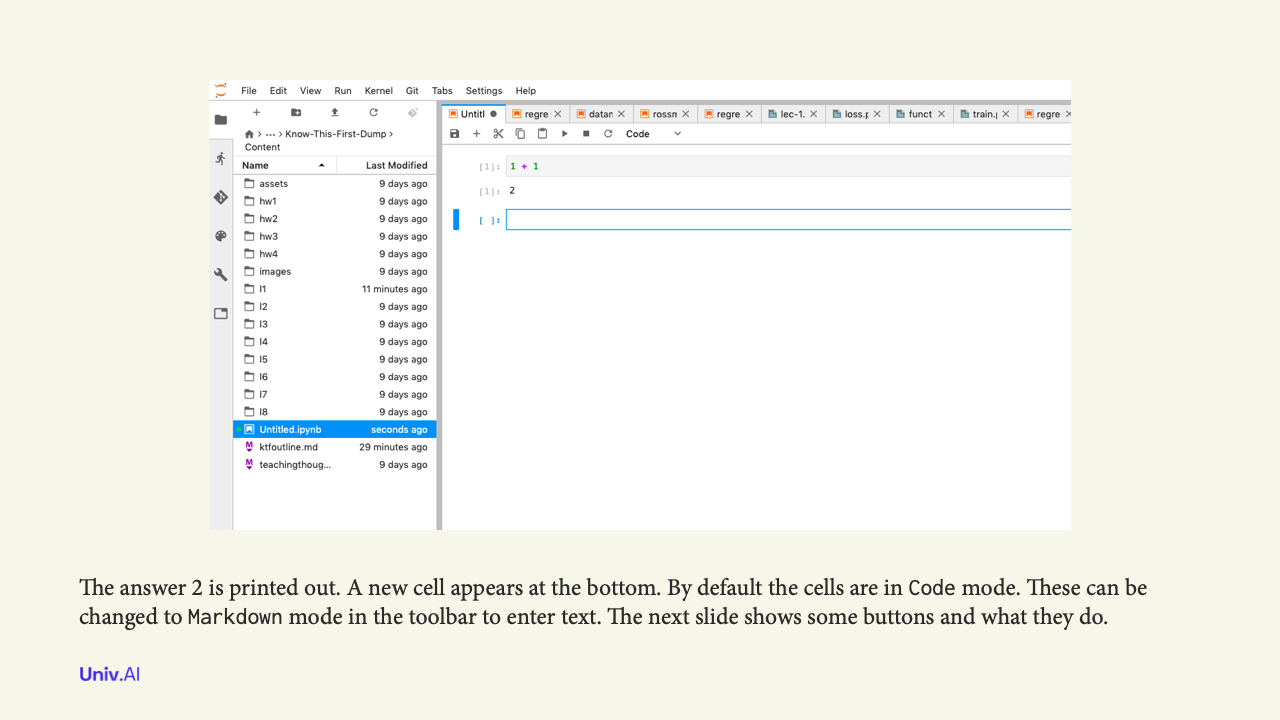 File Edit View Run Kernel Git Tabs Settings Help
Untitl regre datan rossn regre lec-1. loss.p funct train.p regre
> ··· > Know-This-First-Dump >
Content
Code
Name Last Modified
assets 9 days ago
hw1 9 days ago
hw2 9 days ago
hw3 9 days ago
hw4 9 days ago
images 9 days ago
l1 11 minutes ago
l2 9 days ago
l3 9 days ago
l4 9 days ago
l5 9 days ago
l6 9 days ago
l7 9 days ago
l8 9 days ago
Untitled.ipynb seconds ago
ktfoutline.md 29 minutes ago
teachingthoug... 9 days ago
[1]: 1 + 1
[1]: 2
[ ]:
The answer 2 is printed out. A new cell appears at the bottom. By default the cells are in Code mode. These can be
changed to Markdown mode in the toolbar to enter text. The next slide shows some buttons and what they do.
Univ.AI